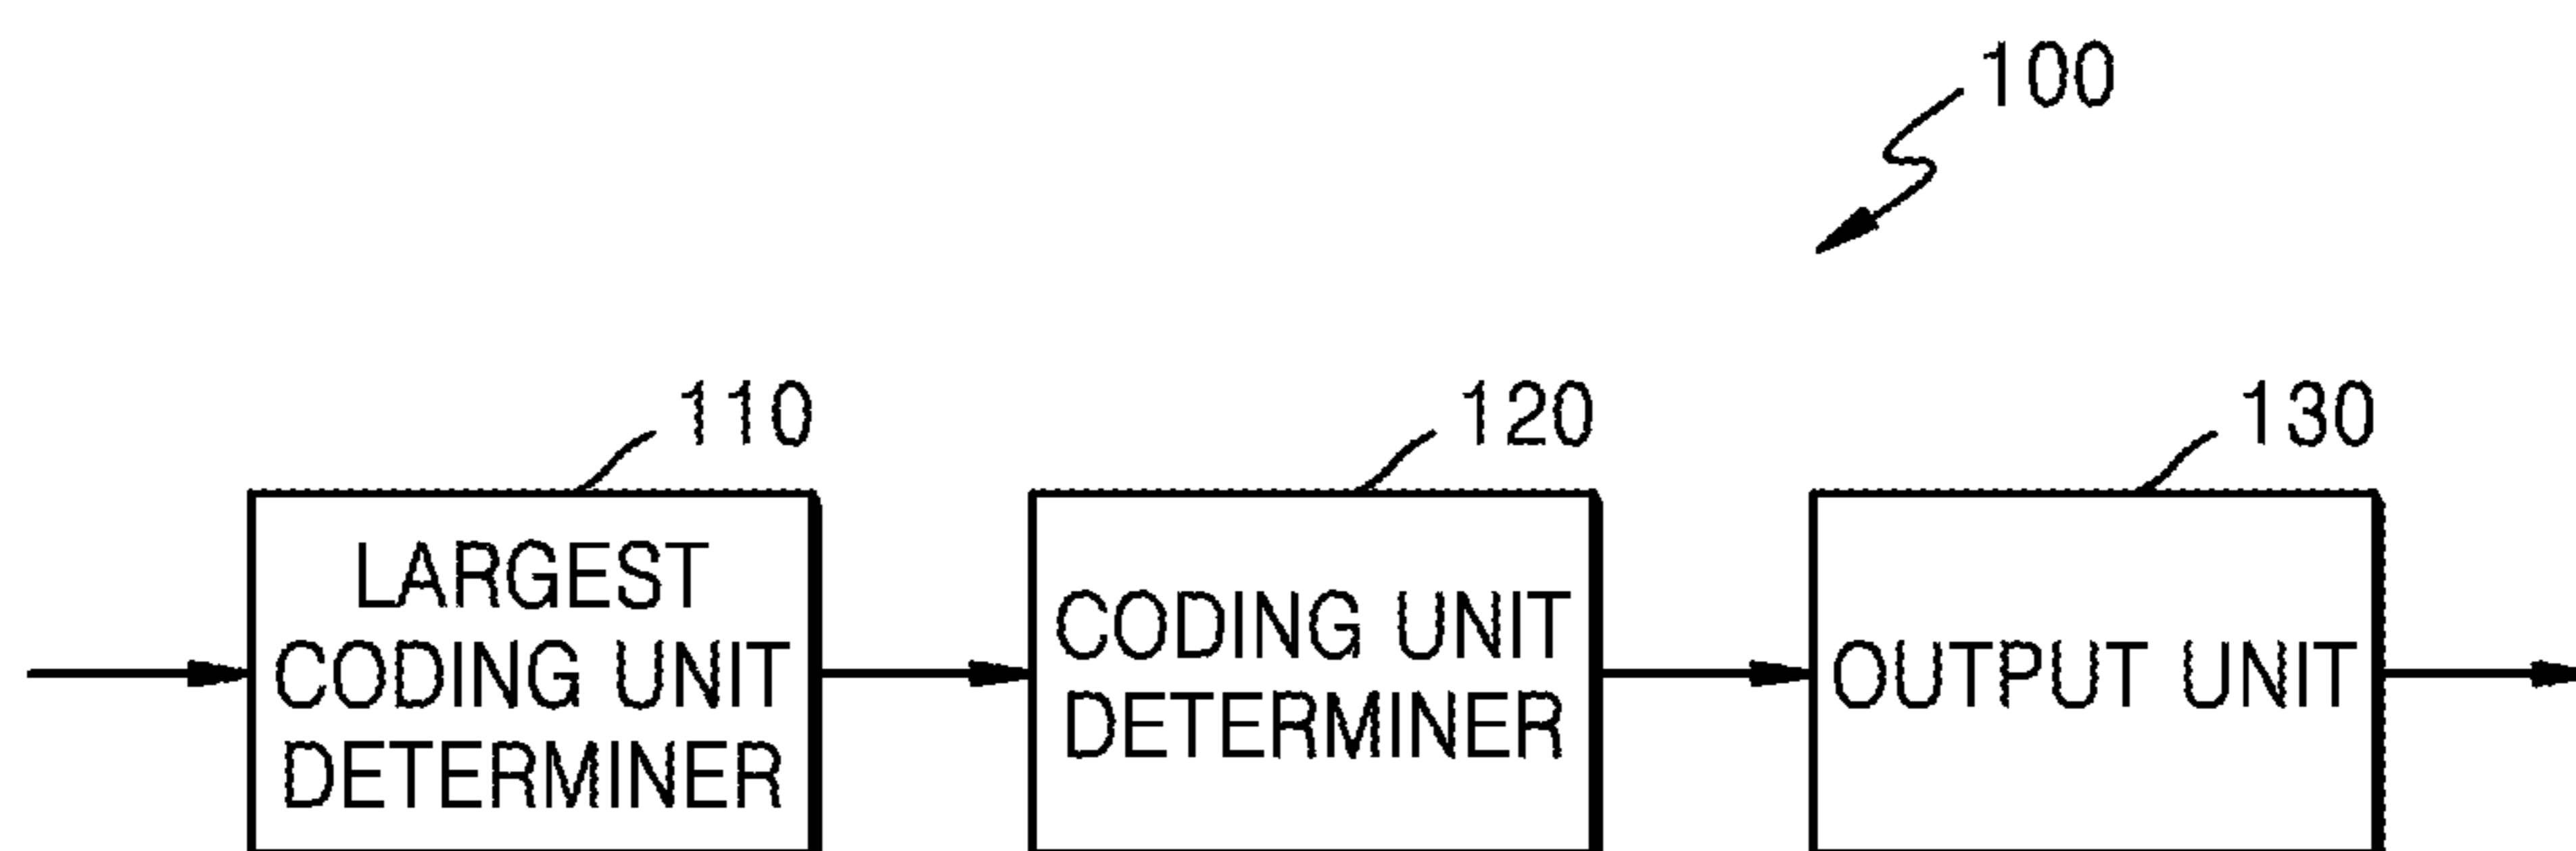 100
110
120
130
LARGEST
CODING UNIT
DETERMINER
CODING UNIT
DETERMINER
OUTPUT UNIT